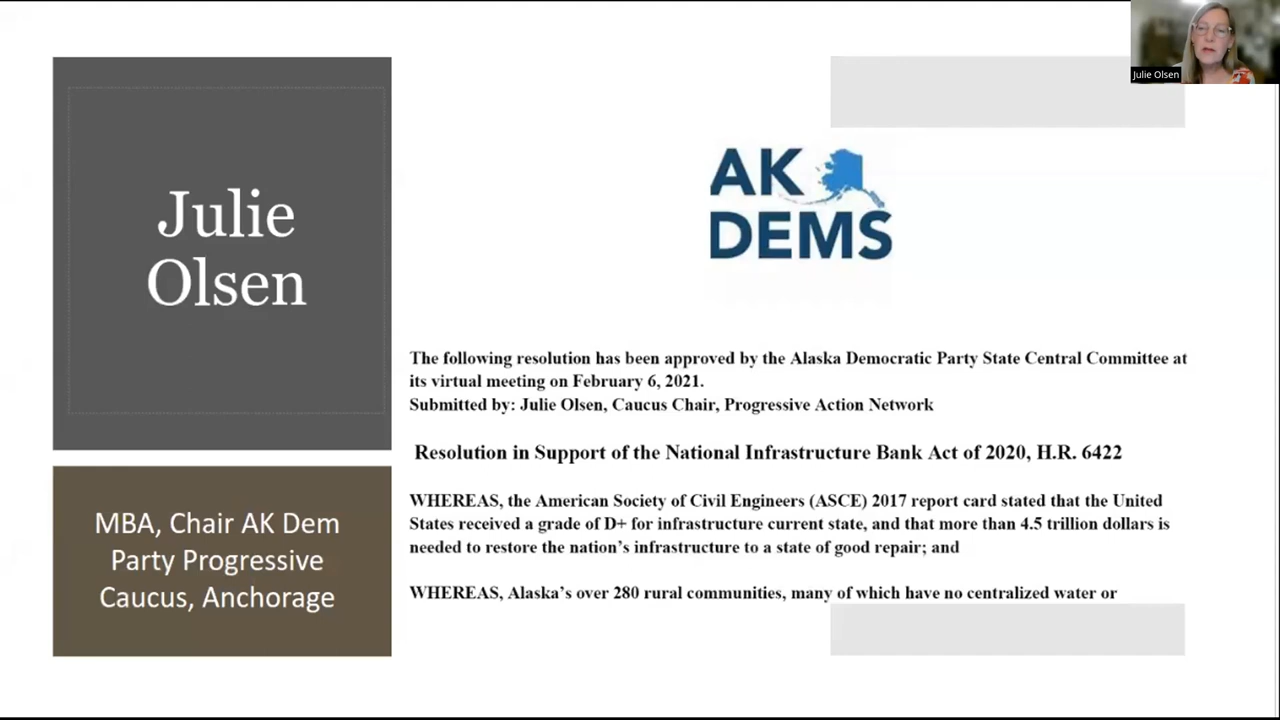 Julie Olsen
Julie
Olsen
AK
DEMS
The following resolution has been approved by the Alaska Democratic Party State Central Committee at
its virtual meeting on February 6, 2021.
Submitted by: Julie Olsen, Caucus Chair, Progressive Action Network
Resolution in Support of the National Infrastructure Bank Act of 2020, H.R. 6422
WHEREAS, the American Society of Civil Engineers (ASCE) 2017 report card stated that the United
States received a grade of D+ for infrastructure current state, and that more than 4.5 trillion dollars is
needed to restore the nation's infrastructure to a state of good repair; and
WHEREAS, Alaska's over 280 rural communities, many of which have no centralized water or
MBA, Chair AK Dem
Party Progressive
Caucus, Anchorage